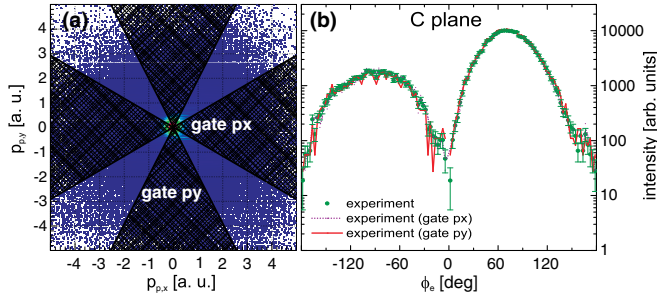 (a)
4
3
2
1
0
-1
-2
-3
-4
p_p,y [a. u.]
gate px
gate py
-4 -3 -2 -1 0 1 2 3 4
p_p,x [a. u.]
(b) C plane
10000
1000
100
10
intensity [arb. units]
experiment
experiment (gate px)
experiment (gate py)
-120 -60 0 60 120
ϕ_e [deg]